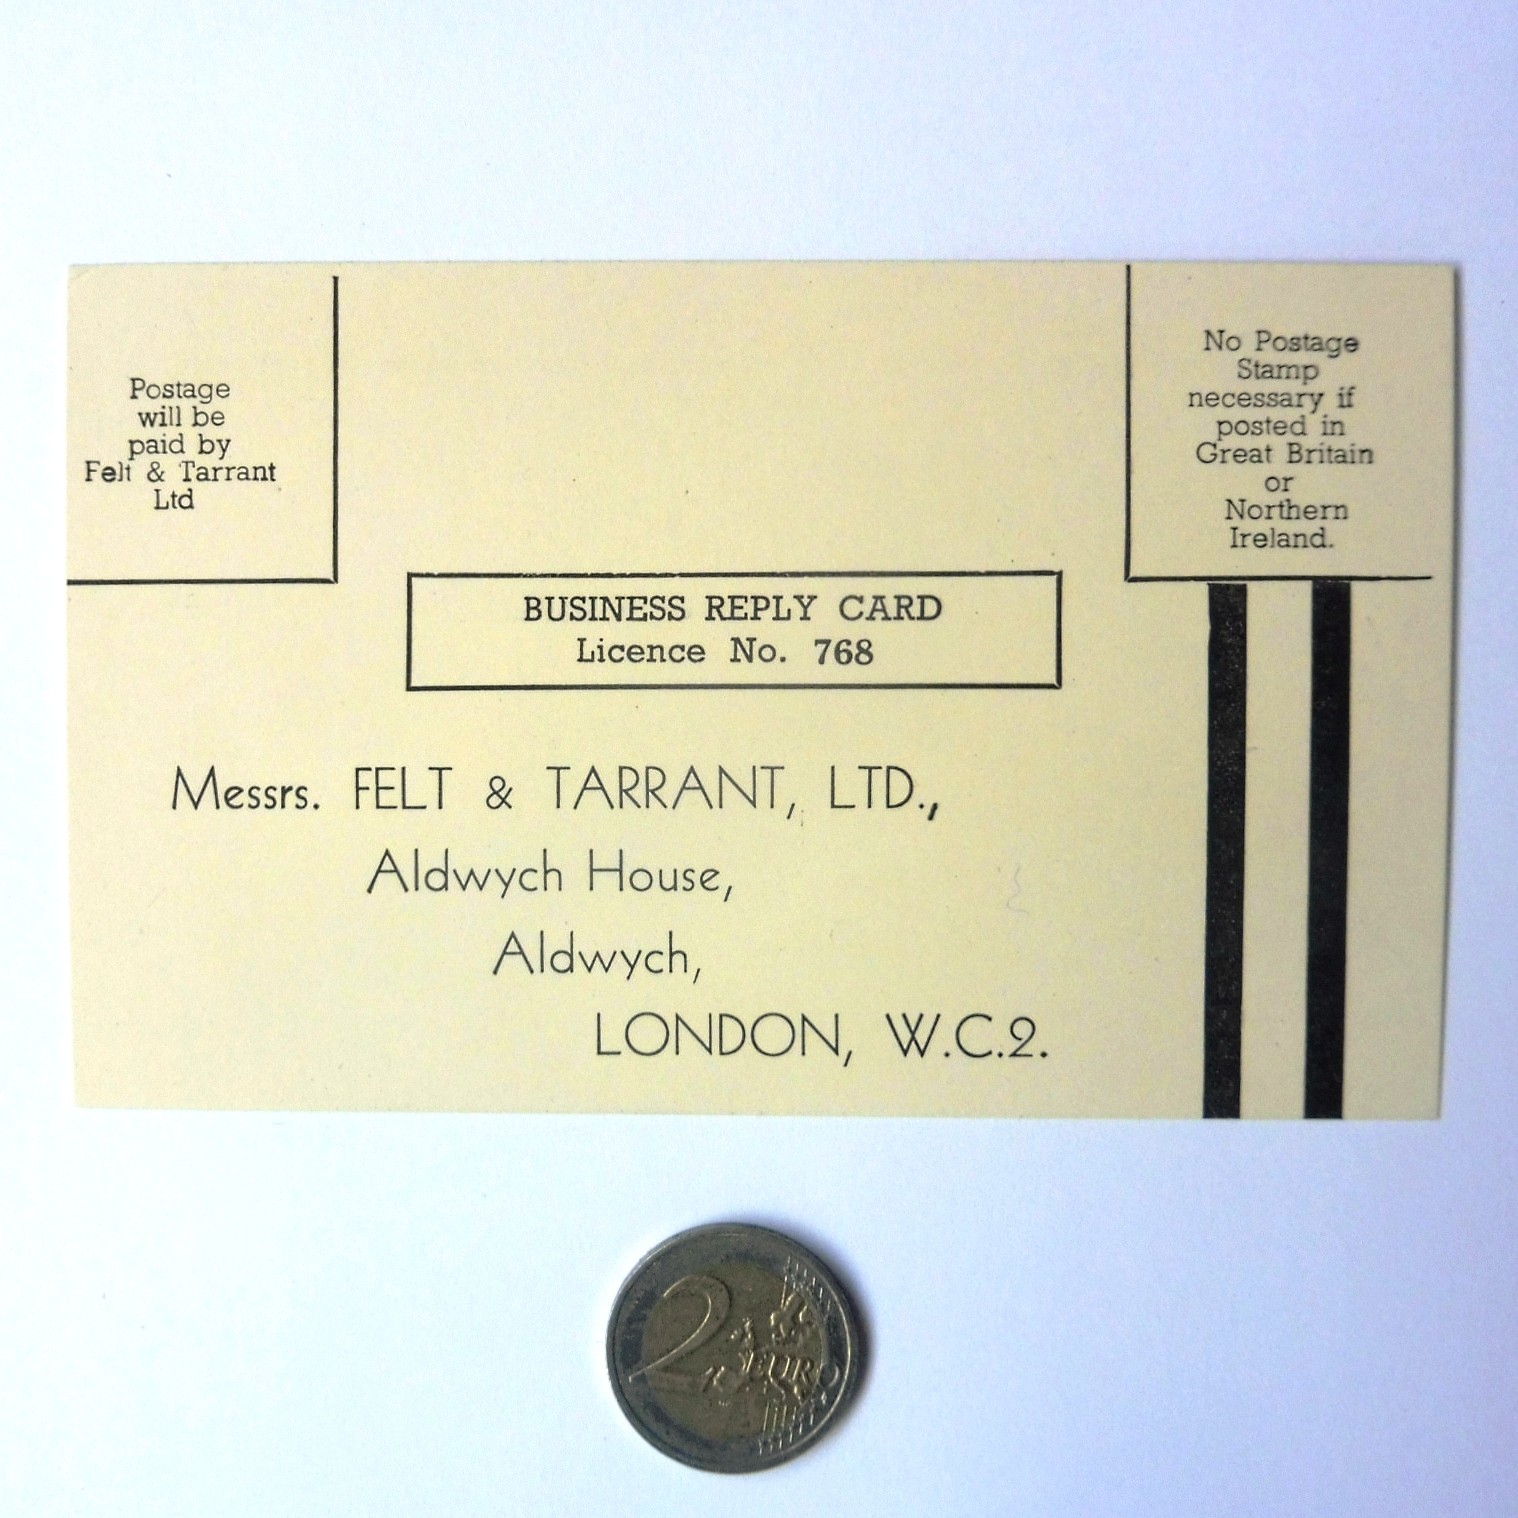 Postage
will be
paid by
Felt & Tarrant
Ltd
No Postage
Stamp
necessary if
posted in
Great Britain
or
Northern
Ireland.
BUSINESS REPLY CARD
Licence No. 768
Messrs. FELT & TARRANT, LTD.,
Aldwych House,
Aldwych,
LONDON, W.C.2.
2
EURO